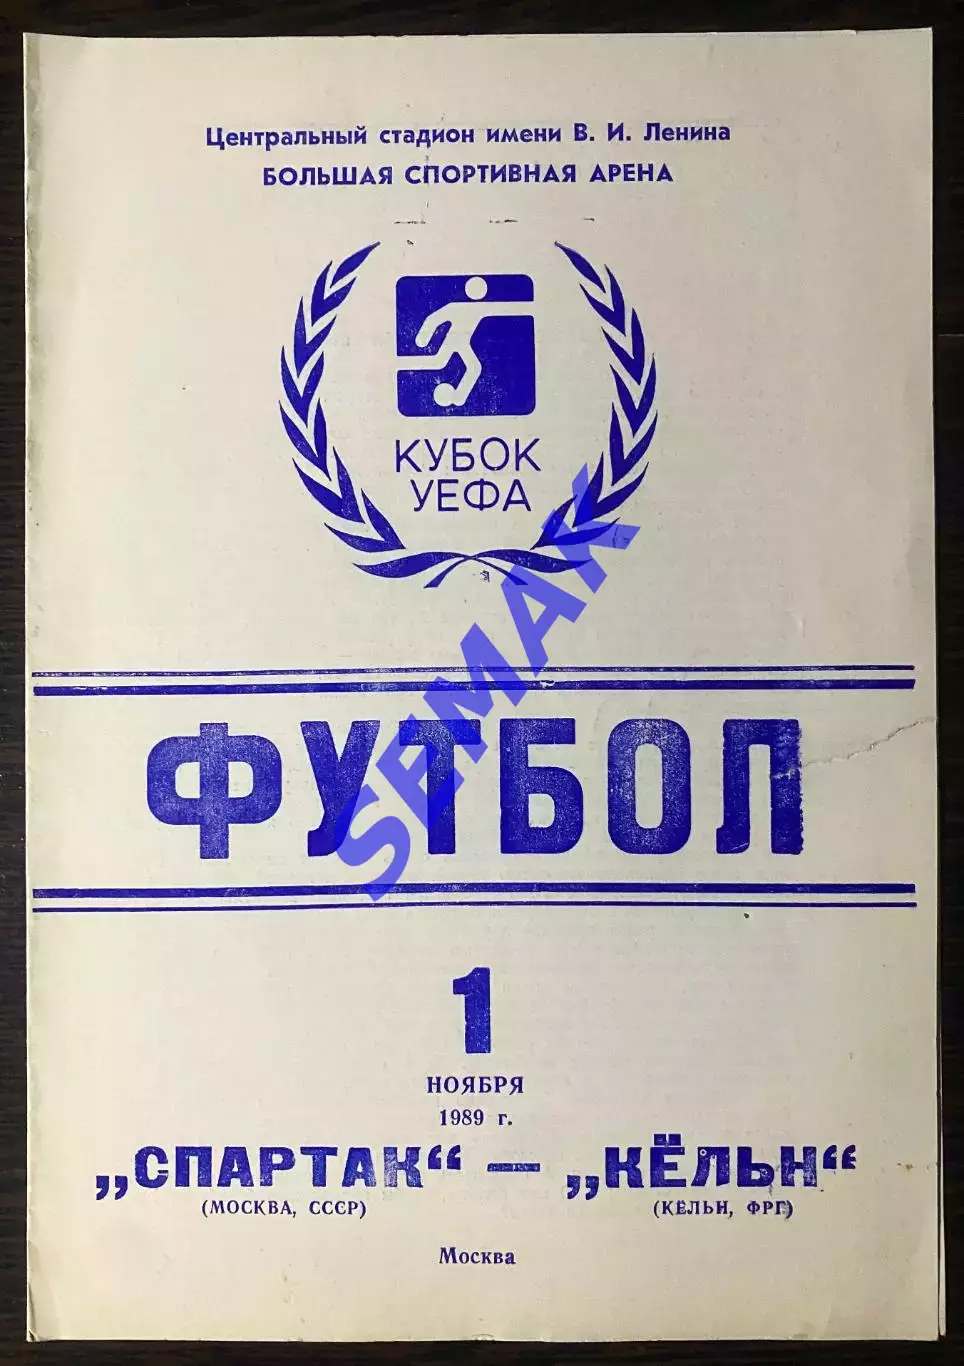 Центральный стадион имени В. И. Ленина
БОЛЬШАЯ СПОРТИВНАЯ АРЕНА
КУБОК
УЕФА
ФУТБОЛ
SEMAK
1
НОЯБРЯ
1989 г.
„СПАРТАК“ — „КЁЛЬН“
(МОСКВА, СССР) (КЁЛЬН, ФРГ)
Москва